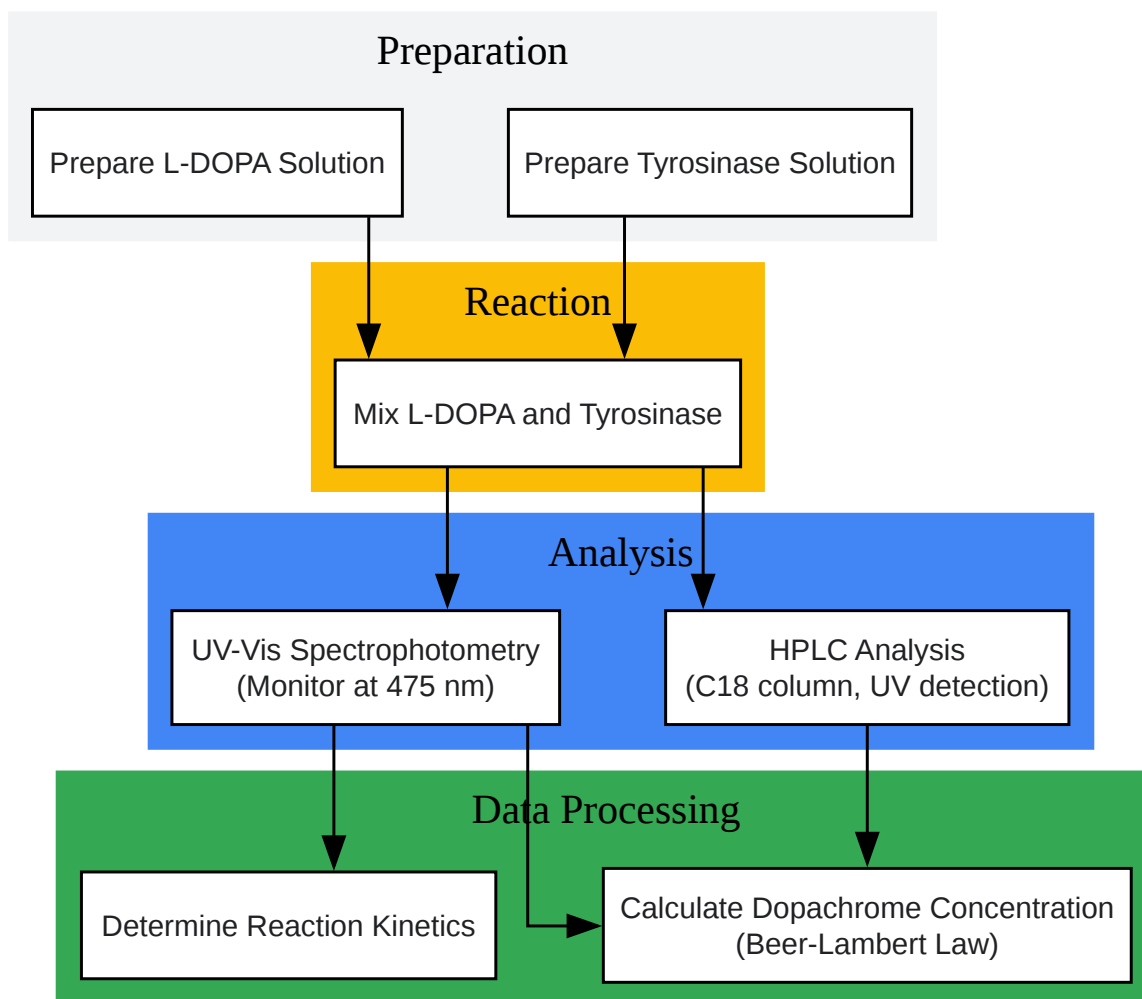 Preparation
Prepare L-DOPA Solution
Prepare Tyrosinase Solution
Reaction
Mix L-DOPA and Tyrosinase
Analysis
UV-Vis Spectrophotometry
(Monitor at 475 nm)
HPLC Analysis
(C18 column, UV detection)
Data Processing
Determine Reaction Kinetics
Calculate Dopachrome Concentration
(Beer-Lambert Law)